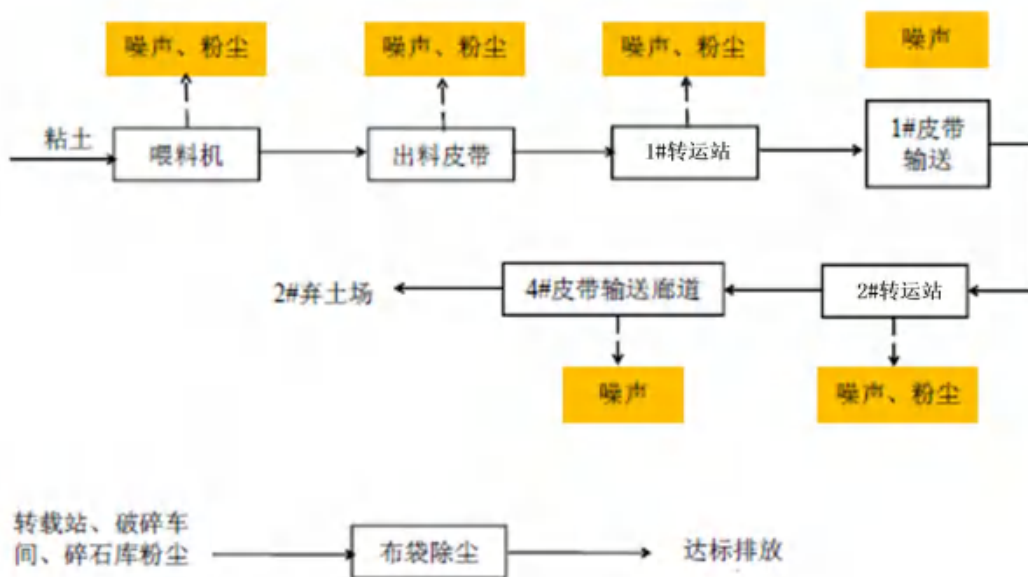 噪声、粉尘
噪声、粉尘
噪声、粉尘
噪声
粘土
喂料机
出料皮带
1#转运站
1#皮带
输送
2#弃土场
4#皮带输送廊道
2#转运站
噪声
噪声、粉尘
转载站、破碎车
间、碎石库粉尘
布袋除尘
达标排放